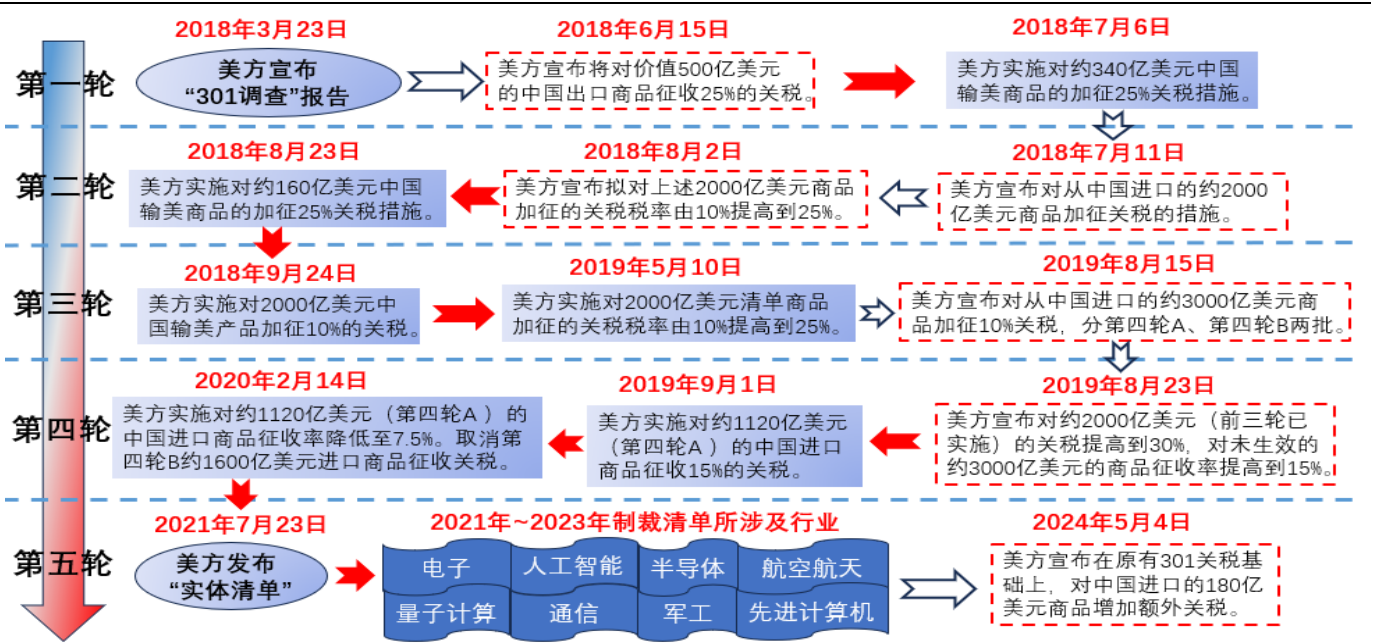 2018年3月23日
2018年6月15日
2018年7月6日
第一轮
美方宣布
“301调查”报告
美方宣布将对价值500亿美元
的中国出口商品征收25%的关税。
美方实施对约340亿美元中国
输美商品的加征25%关税措施。
2018年8月23日
2018年8月2日
2018年7月11日
第二轮
美方实施对约160亿美元中国
输美商品的加征25%关税措施。
美方宣布拟对上述2000亿美元商品
加征的关税税率由10%提高到25%。
美方宣布对从中国进口的约2000
亿美元商品加征关税的措施。
2018年9月24日
2019年5月10日
2019年8月15日
第三轮
美方实施对2000亿美元中
国输美产品加征10%的关税。
美方实施对2000亿美元清单商品
加征的关税税率由10%提高到25%。
美方宣布对从中国进口的约3000亿美元商
品加征10%关税，分第四轮A、第四轮B两批。
2020年2月14日
2019年9月1日
2019年8月23日
第四轮
美方实施对约1120亿美元（第四轮A ）的
中国进口商品征收率降低至7.5%。取消第
四轮B约1600亿美元进口商品征收关税。
美方实施对约1120亿美元
（第四轮A ）的中国进口
商品征收15%的关税。
美方宣布对约2000亿美元（前三轮已
实施）的关税提高到30%，对未生效的
约3000亿美元的商品征收率提高到15%。
2021年7月23日
2021年~2023年制裁清单所涉及行业
2024年5月4日
第五轮
美方发布
“实体清单”
电子
人工智能
半导体
航空航天
量子计算
通信
军工
先进计算机
美方宣布在原有301关税基
础上，对中国进口的180亿
美元商品增加额外关税。